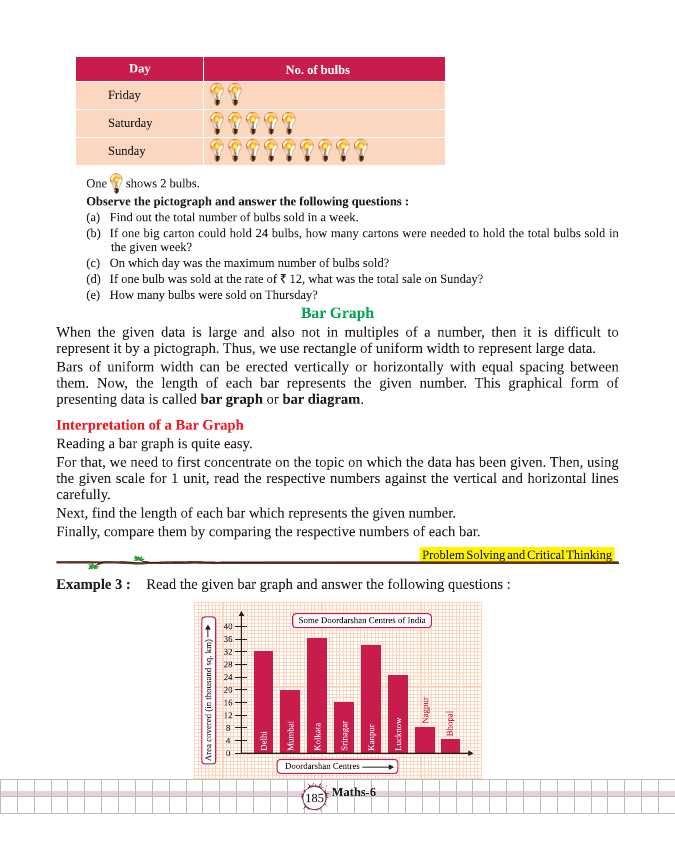 Day No. of bulbs
Friday
Saturday
Sunday
One shows 2 bulbs.
Observe the pictograph and answer the following questions :
(a) Find out the total number of bulbs sold in a week.
(b) If one big carton could hold 24 bulbs, how many cartons were needed to hold the total bulbs sold in
the given week?
(c) On which day was the maximum number of bulbs sold?
(d) If one bulb was sold at the rate of ₹ 12, what was the total sale on Sunday?
(e) How many bulbs were sold on Thursday?
Bar Graph
When the given data is large and also not in multiples of a number, then it is difficult to
represent it by a pictograph. Thus, we use rectangle of uniform width to represent large data.
Bars of uniform width can be erected vertically or horizontally with equal spacing between
them. Now, the length of each bar represents the given number. This graphical form of
presenting data is called bar graph or bar diagram.
Interpretation of a Bar Graph
Reading a bar graph is quite easy.
For that, we need to first concentrate on the topic on which the data has been given. Then, using
the given scale for 1 unit, read the respective numbers against the vertical and horizontal lines
carefully.
Next, find the length of each bar which represents the given number.
Finally, compare them by comparing the respective numbers of each bar.
Problem Solving and Critical Thinking
Example 3 : Read the given bar graph and answer the following questions :
Some Doordarshan Centres of India
Area covered (in thousand sq. km)
40
36
32
28
24
20
16
12
8
4
0
Delhi
Mumbai
Kolkata
Srinagar
Kanpur
Lucknow
Nagpur
Bhopal
Doordarshan Centres
185 Maths-6